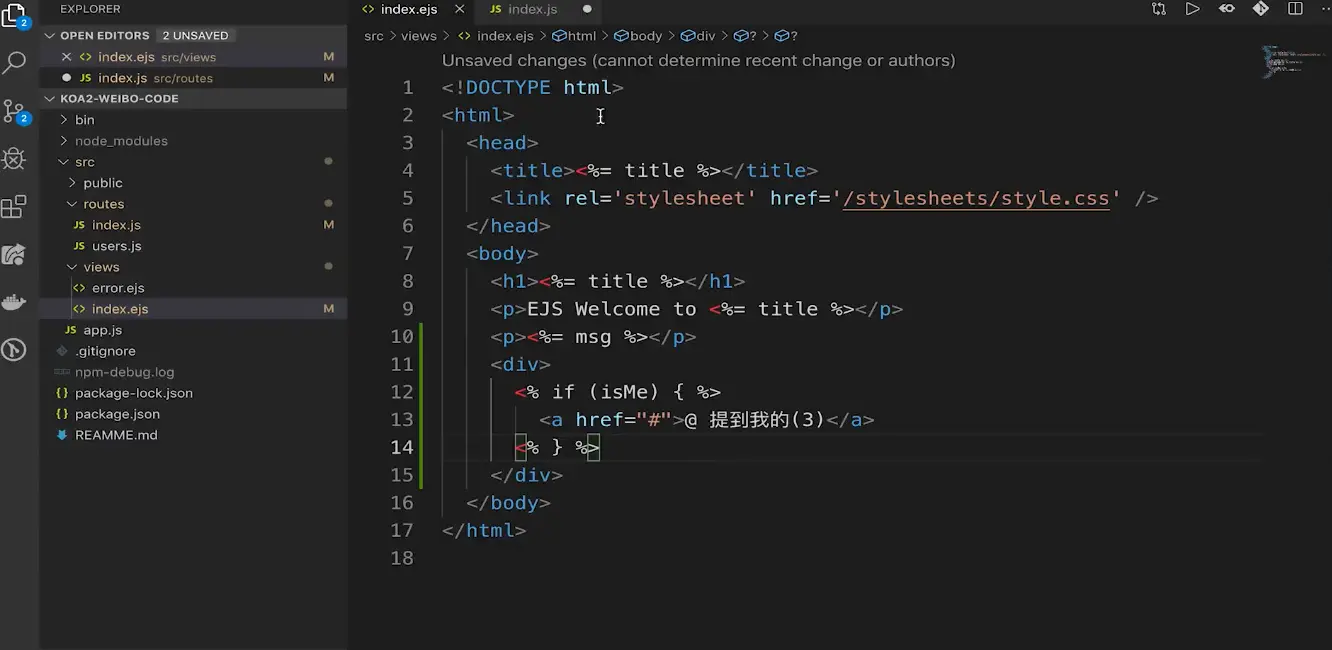 EXPLORER
OPEN EDITORS 2 UNSAVED
index.ejs src/views M
JS index.js src/routes M
KOA2-WEIBO-CODE
bin
node_modules
src
public
routes
JS index.js M
JS users.js
views
<> error.ejs
<> index.ejs M
JS app.js
.gitignore
npm-debug.log
{} package-lock.json
{} package.json
REAMME.md
2
2
<> index.ejs
JS index.js
src > views > <> index.ejs > html > body > div > ? > ?
Unsaved changes (cannot determine recent change or authors)
1 <!DOCTYPE html>
2 <html>
3 <head>
4 <title><%= title %></title>
5 <link rel='stylesheet' href='/stylesheets/style.css' />
6 </head>
7 <body>
8 <h1><%= title %></h1>
9 <p>EJS Welcome to <%= title %></p>
10 <p><%= msg %></p>
11 <div>
12 <% if (isMe) { %>
13 <a href="#">@ 提到我的(3)</a>
14 <% } %>
15 </div>
16 </body>
17 </html>
18